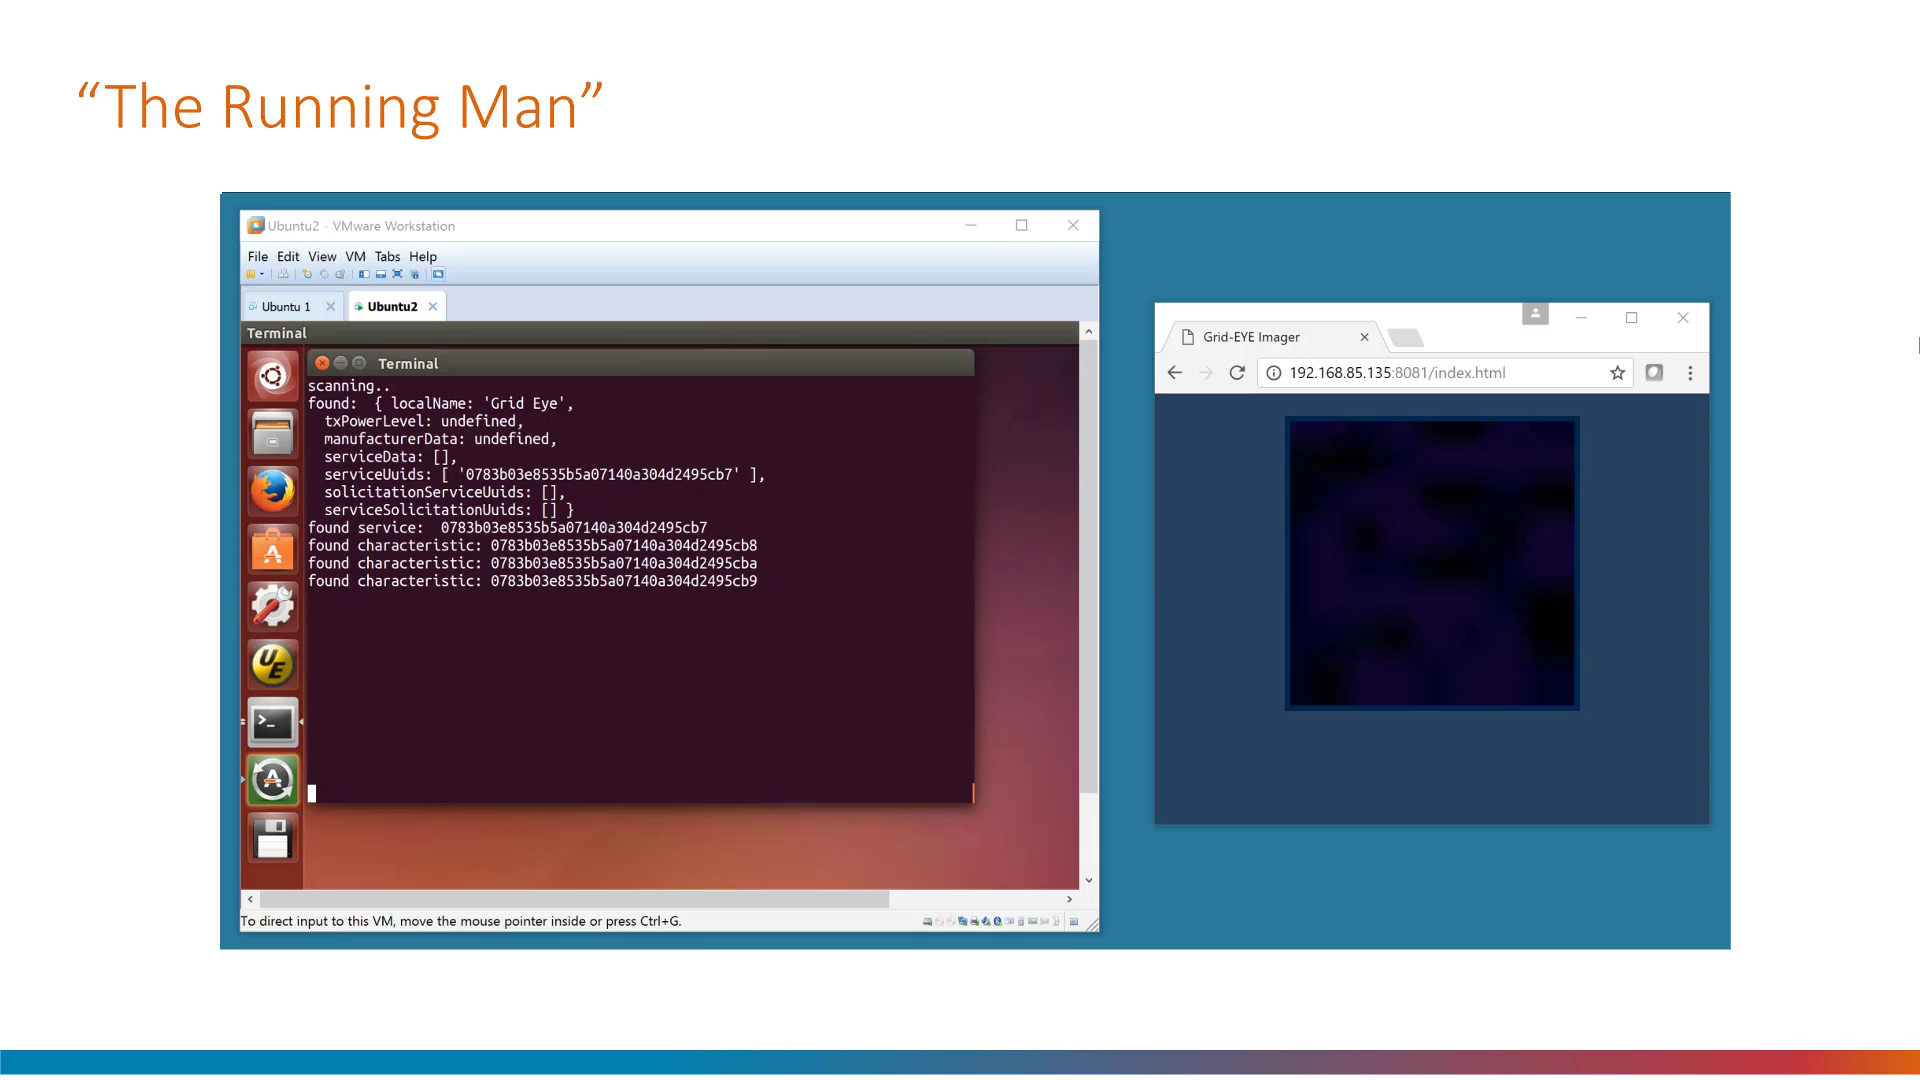 “The Running Man”
Ubuntu2 - VMware Workstation
File Edit View VM Tabs Help
Ubuntu 1
Ubuntu2
Terminal
Terminal
scanning..
found:  { localName: 'Grid Eye',
  txPowerLevel: undefined,
  manufacturerData: undefined,
  serviceData: [],
  serviceUuids: [ '0783b03e8535b5a07140a304d2495cb7' ],
  solicitationServiceUuids: [],
  serviceSolicitationUuids: [] }
found service:  0783b03e8535b5a07140a304d2495cb7
found characteristic: 0783b03e8535b5a07140a304d2495cb8
found characteristic: 0783b03e8535b5a07140a304d2495cba
found characteristic: 0783b03e8535b5a07140a304d2495cb9
To direct input to this VM, move the mouse pointer inside or press Ctrl+G.
Grid-EYE Imager
192.168.85.135:8081/index.html
UE